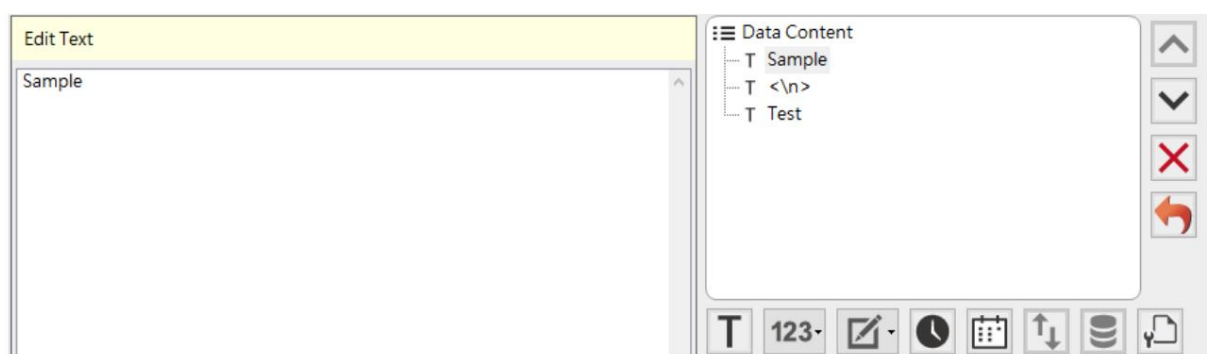 Edit Text
Sample
Data Content
T Sample
T <\n>
T Test
T 123